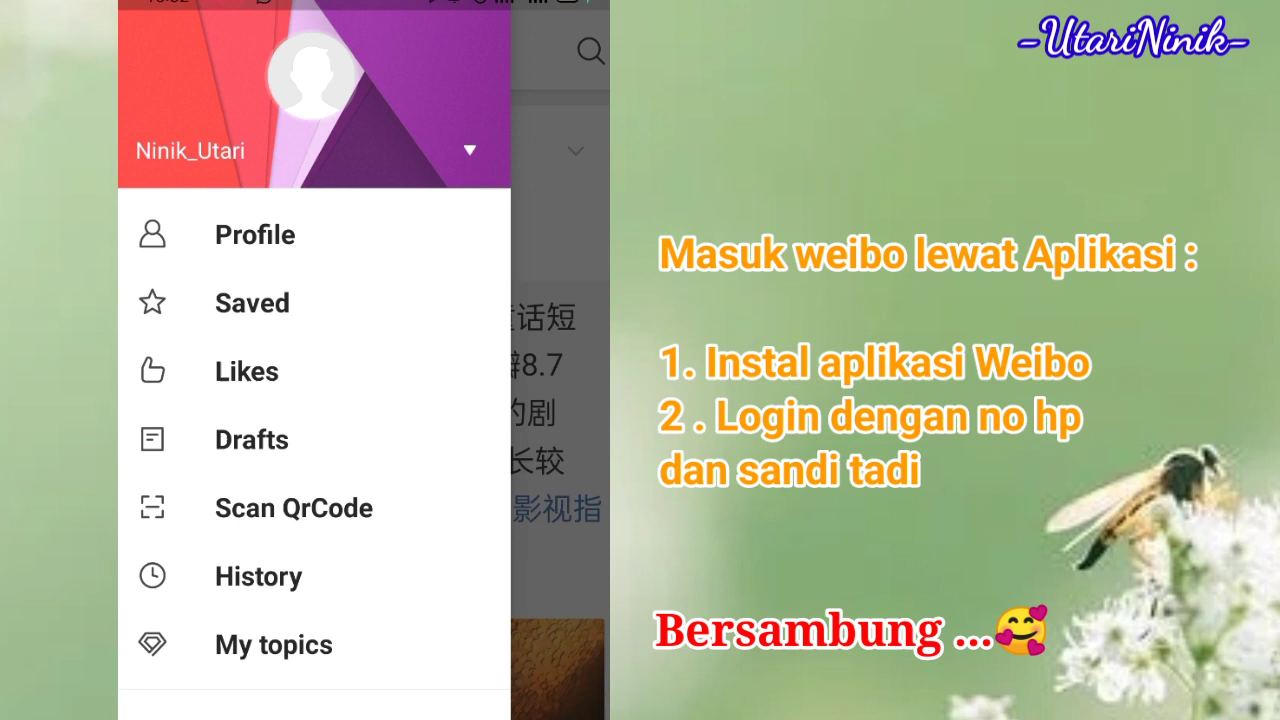 Ninik_Utari
Profile
Saved
Likes
Drafts
Scan QrCode
History
My topics
话短
8.7
的剧
长较
影视指
-UtariNinik-
Masuk weibo lewat Aplikasi :
1. Instal aplikasi Weibo
2 . Login dengan no hp
dan sandi tadi
Bersambung ...🥰